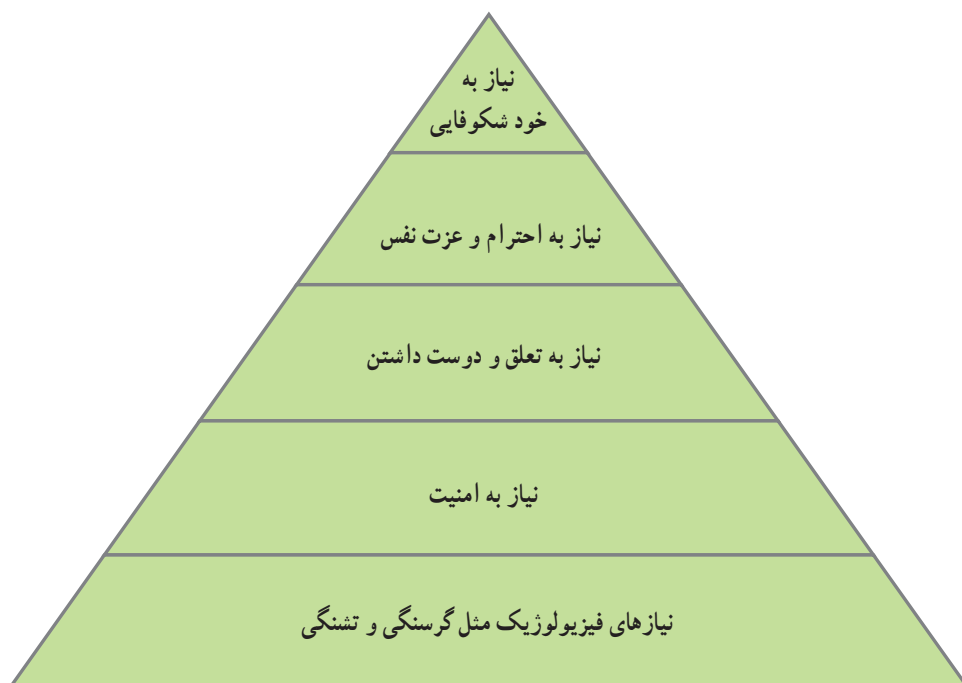 نیاز به
خود شکوفایی
نیاز به احترام و عزت نفس
نیاز به تعلق و دوست داشتن
نیاز به امنیت
نیازهای فیزیولوژیک مثل گرسنگی و تشنگی